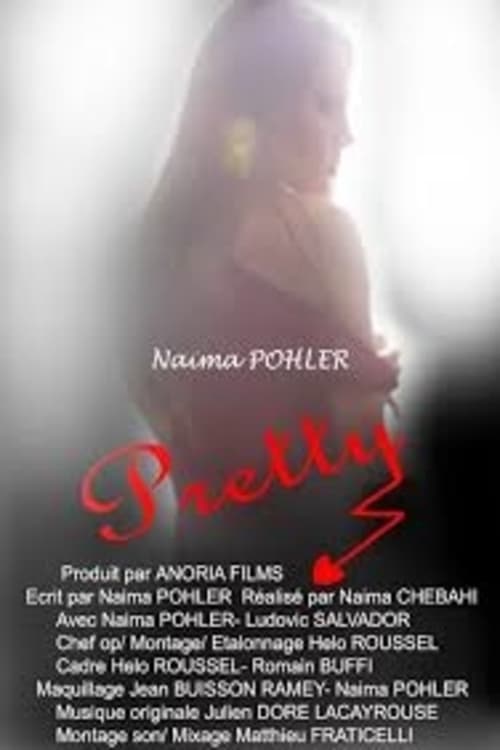 Naima POHLER
Pretty
Produit par ANORIA FILMS
Ecrit par Naima POHLER Réalisé par Naima CHEBAHI
Avec Naima POHLER- Ludovic SALVADOR
Chef op/ Montage/ Etalonnage Helo ROUSSEL
Cadre Helo ROUSSEL- Romain BUFFI
Maquillage Jean BUISSON RAMEY- Naima POHLER
Musique originale Julien DORE LACAYROUSE
Montage son/ Mixage Matthieu FRATICELLI